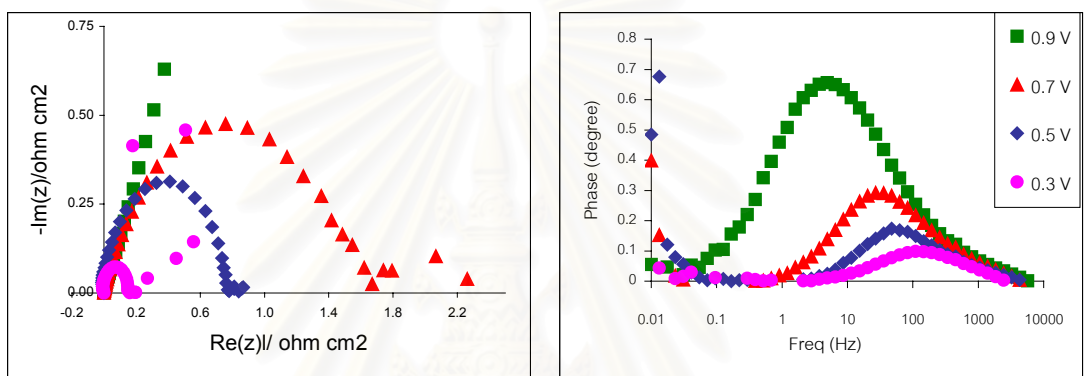 -Im(z)/ohm cm2
0.75
0.50
0.25
0.00
-0.2 0.2 0.6 1.0 1.4 1.8 2.2
Re(z)l/ ohm cm2
Phase (degree)
0.8
0.7
0.6
0.5
0.4
0.3
0.2
0.1
0
0.01 0.1 1 10 100 1000 10000
Freq (Hz)
0.9 V
0.7 V
0.5 V
0.3 V